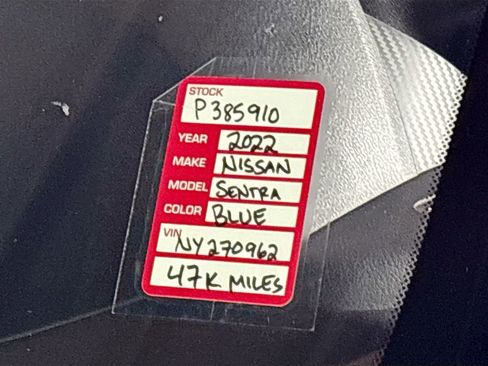 STOCK
P385910
YEAR 2022
MAKE NISSAN
MODEL SENTRA
COLOR BLUE
VIN NY270962
47K MILES